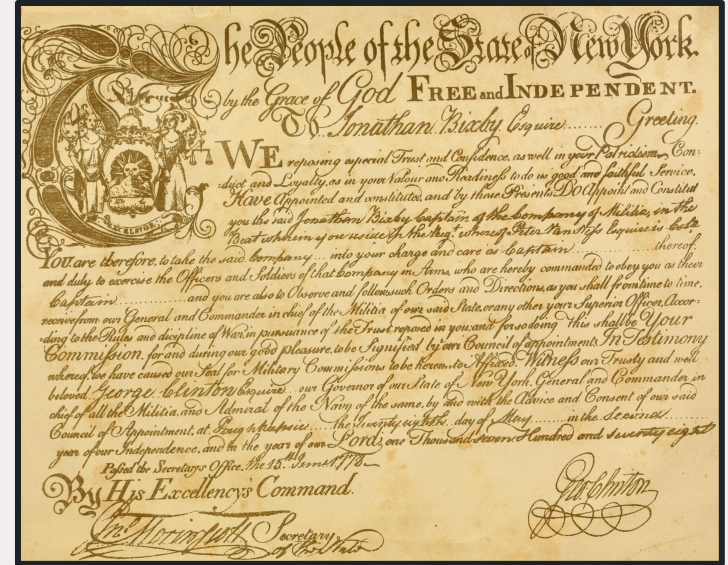 The People of the State of New York.
by the Grace of God FREE and INDEPENDENT.
To Jonathan Bixby Esquire........ Greeting.
WE reposing especial Trust and Confidence, as well in your Patriotism, Con-
duct and Loyalty, as in your Valour and Readiness to do us good and faithful Service,
Have Appointed and constituted, and by these Presents, DO Appoint and Constitute
you the said Jonathan Bixby Captain of the Company of Militia, in the
Beat wherein you reside in the Regt. whereof Peter Van Ness Esquire is Colo
EXCELSIOR
You are therefore, to take the said Company... into your charge and care as Captain............ thereof,
and duty to exercise the Officers and Soldiers of that Company in Arms, who are hereby commanded to obey you as their
Captain........... and you are also to Observe and follow such Orders and Directions, as you shall from time to time,
receive from our General and Commander in chief of the Militia of our said State, or any other your Superior Officer, Accor-
ding to the Rules and discipline of War, in pursuance of the Trust reposed in you; and for so doing this shall be Your
Commission, for and during our good pleasure, to be Signified by our Council of appointments. In Testimony
whereof, we have caused our Seal for Military Commissions to be hereunto Affixed. Witness our Trusty and well
beloved George Clinton Esquire... our Governor of our State of New York, General and Commander in
chief of all the Militia, and Admiral of the Navy of the same, by and with the Advice and Consent of our said
Council of Appointment, at Poughkeepsie..... the twenty eighth.. day of May...... in the Second.......
year of our Independence, and in the year of our Lord, one Thousand seven Hundred and seventy eight
Passed the Secretarys Office, the 15th June 1778
By His Excellency's Command.
Geo. Clinton
Jno. Morin Scott Secretary
of the State